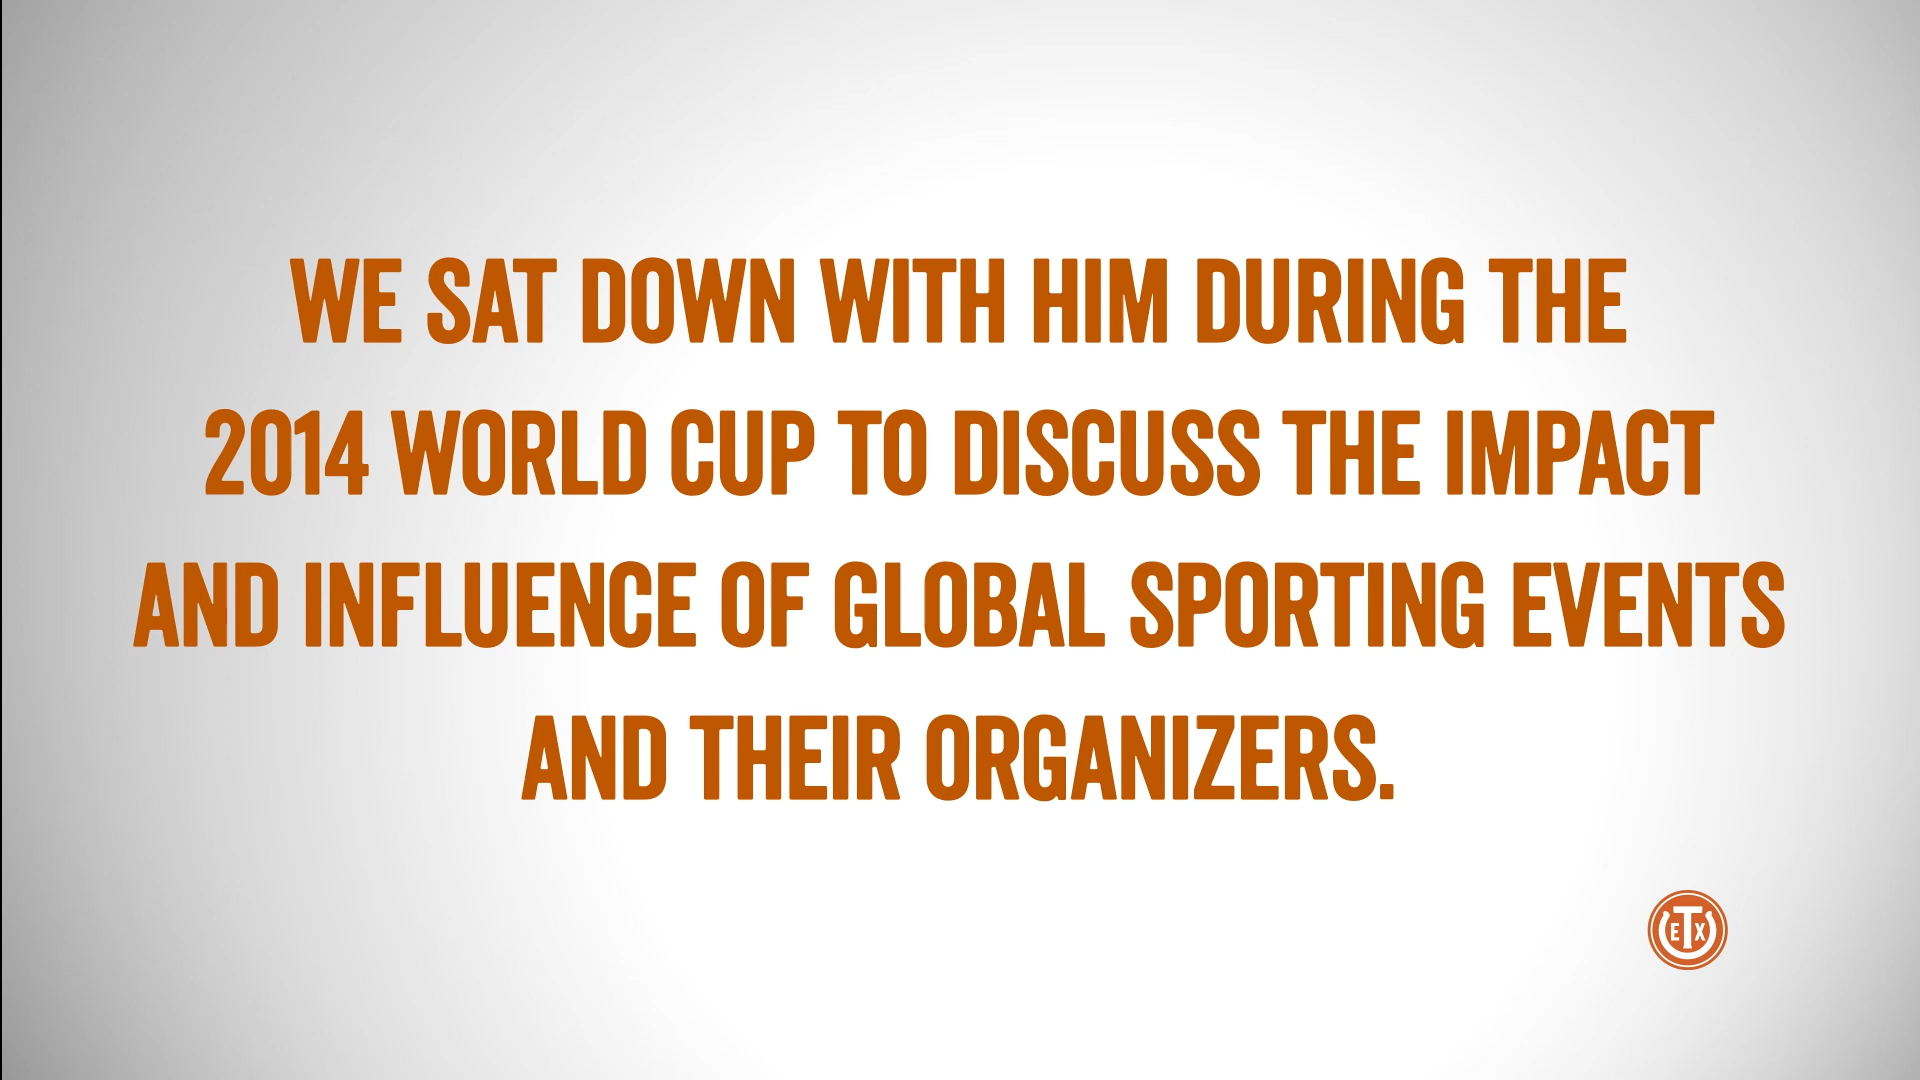 WE SAT DOWN WITH HIM DURING THE
2014 WORLD CUP TO DISCUSS THE IMPACT
AND INFLUENCE OF GLOBAL SPORTING EVENTS
AND THEIR ORGANIZERS.
TEX